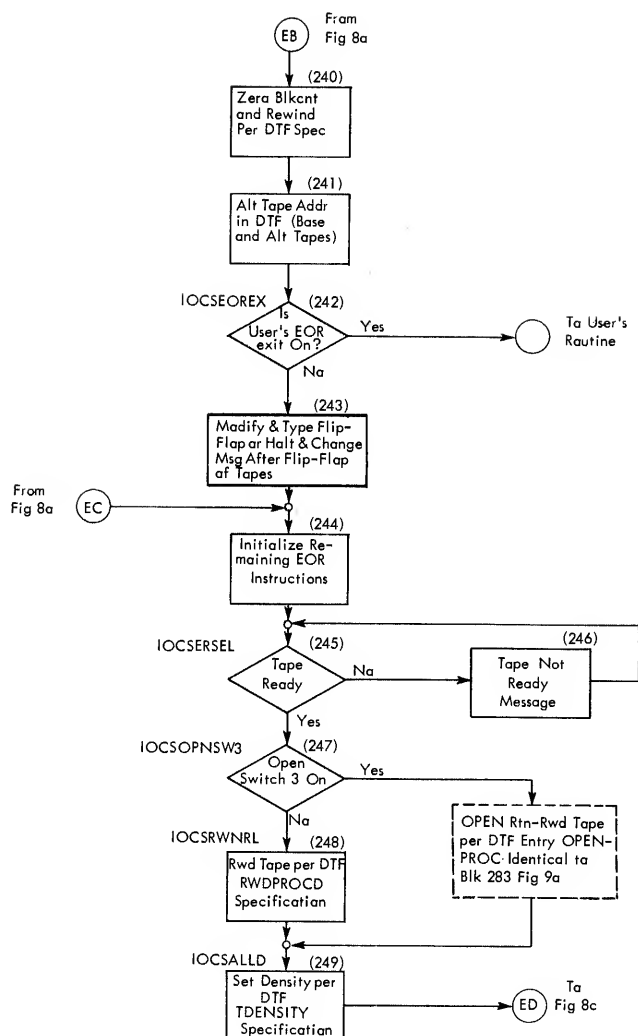 Fram
Fig 8a
EB
(240)
Zera Blkcnt
and Rewind
Per DTF Spec
(241)
Alt Tape Addr
in DTF (Base
and Alt Tapes)
IOCSEOREX
(242)
Is
User's EOR
exit On?
Yes
Ta User's
Rautine
Na
(243)
Madify & Type Flip-
Flap ar Halt & Change
Msg After Flip-Flap
af Tapes
From
Fig 8a
EC
(244)
Initialize Re-
maining EOR
Instructions
IOCSERSEL
(245)
Tape
Ready
Na
(246)
Tape Not
Ready
Message
Yes
IOCSOPNSW3
(247)
Open
Switch 3 On
Yes
OPEN Rtn-Rwd Tape
per DTF Entry OPEN-
PROC·Identical ta
Blk 283 Fig 9a
Na
IOCSRWNRL
(248)
Rwd Tape per DTF
RWDPROCD
Specification
IOCSALLD
(249)
Set Density per
DTF
TDENSITY
Specification
ED
Ta
Fig 8c